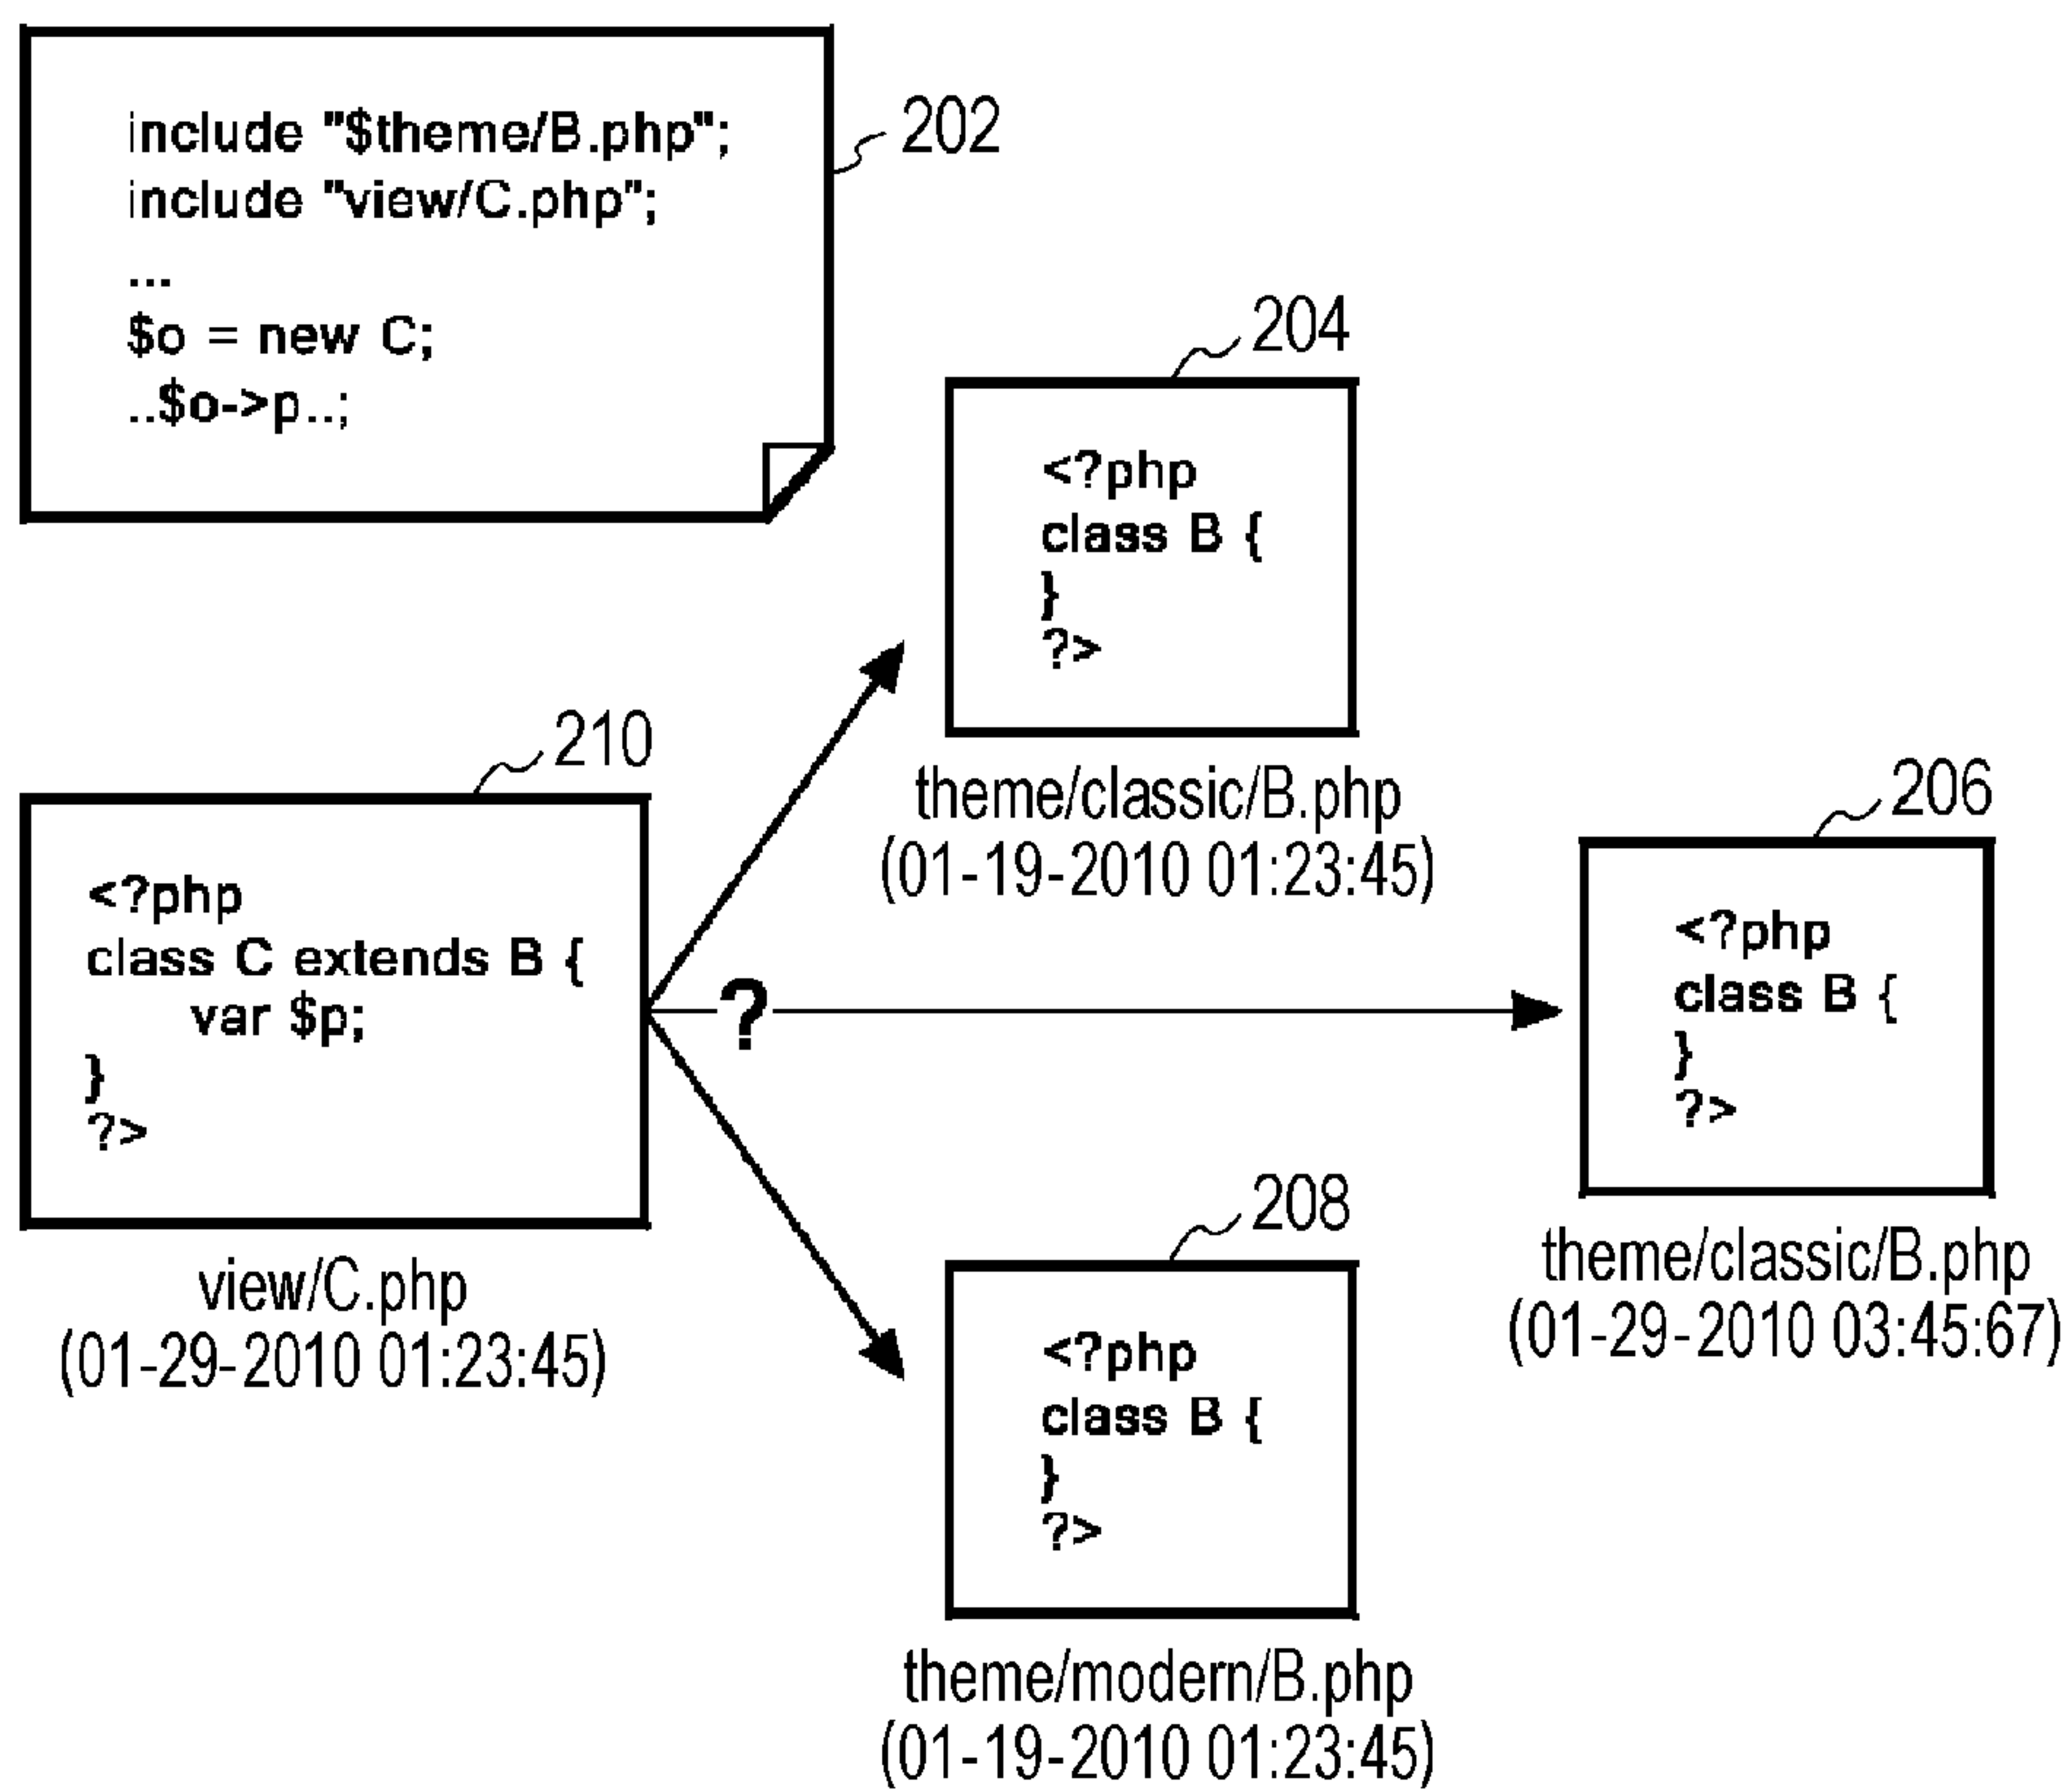 include "$theme/B.php";
include "view/C.php";
...
$o = new C;
..$o->p..;
202
204
<?php
class B {
}
?>
theme/classic/B.php
(01-19-2010 01:23:45)
210
<?php
class C extends B {
var $p;
}
?>
view/C.php
(01-29-2010 01:23:45)
?
206
<?php
class B {
}
?>
theme/classic/B.php
(01-29-2010 03:45:67)
208
<?php
class B {
}
?>
theme/modern/B.php
(01-19-2010 01:23:45)